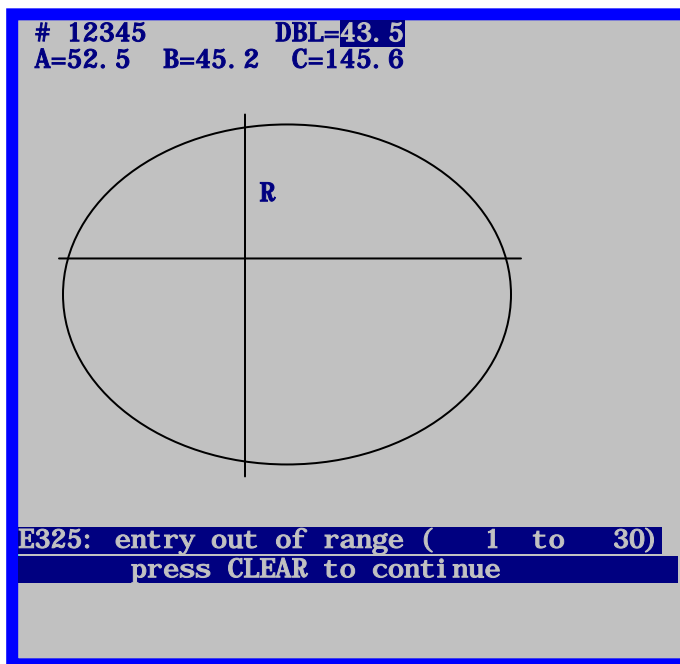 # 12345 DBL=43.5
A=52.5 B=45.2 C=145.6
R
E325: entry out of range ( 1 to 30)
press CLEAR to continue